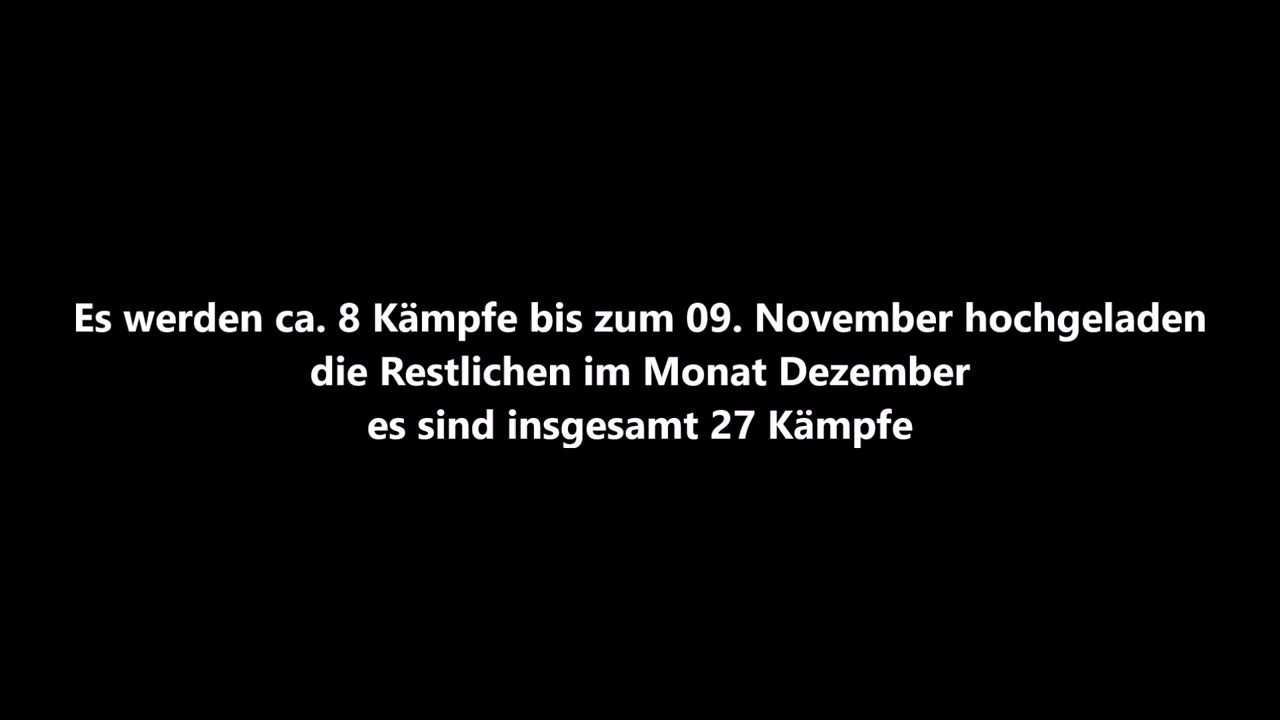 Es werden ca. 8 Kämpfe bis zum 09. November hochgeladen
die Restlichen im Monat Dezember
es sind insgesamt 27 Kämpfe